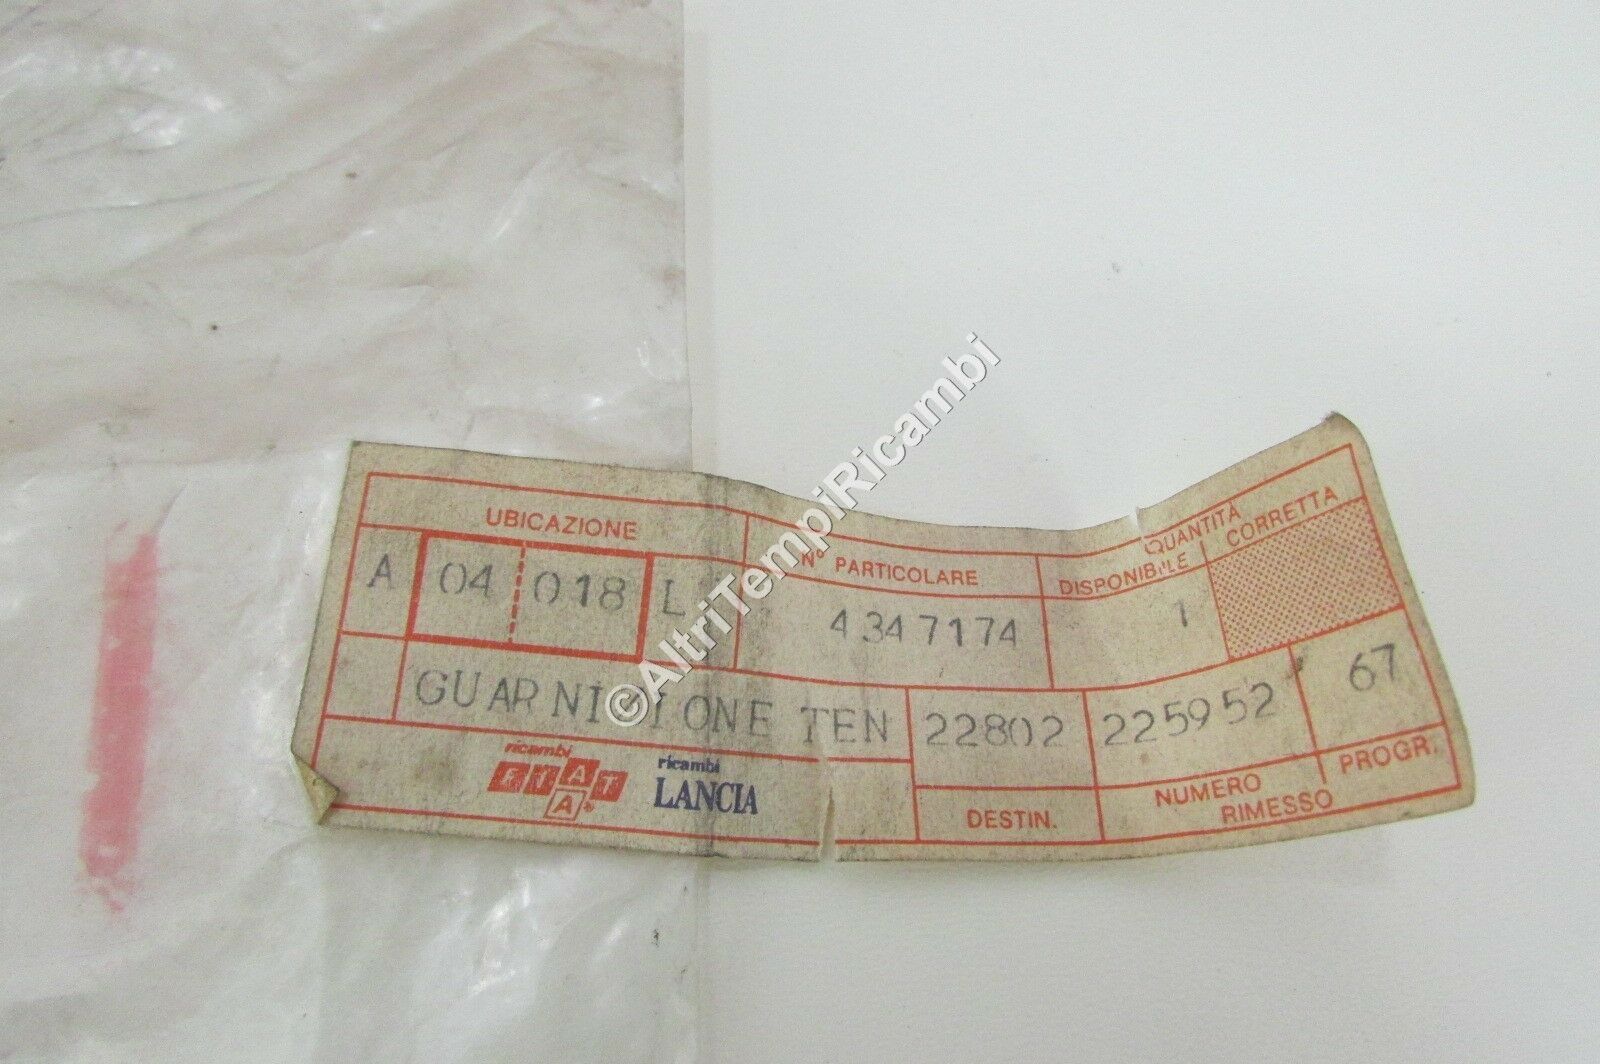 UBICAZIONE
A 04 018 L
N° PARTICOLARE
4347174
QUANTITA
DISPONIBILE CORRETTA
1
GUARNIZIONE TEN
22802
DESTIN.
225952 67
NUMERO
RIMESSO
PROGR.
ricambi
FIAT
A®
ricambi
LANCIA
©AltriTempiRicambi